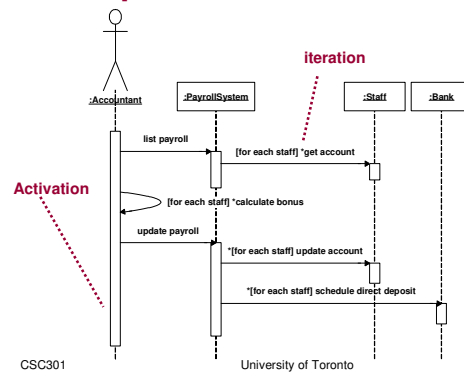 iteration
:Accountant
:PayrollSystem
:Staff
:Bank
list payroll
[for each staff] *get account
Activation
[for each staff] *calculate bonus
update payroll
*[for each staff] update account
*[for each staff] schedule direct deposit
CSC301
University of Toronto